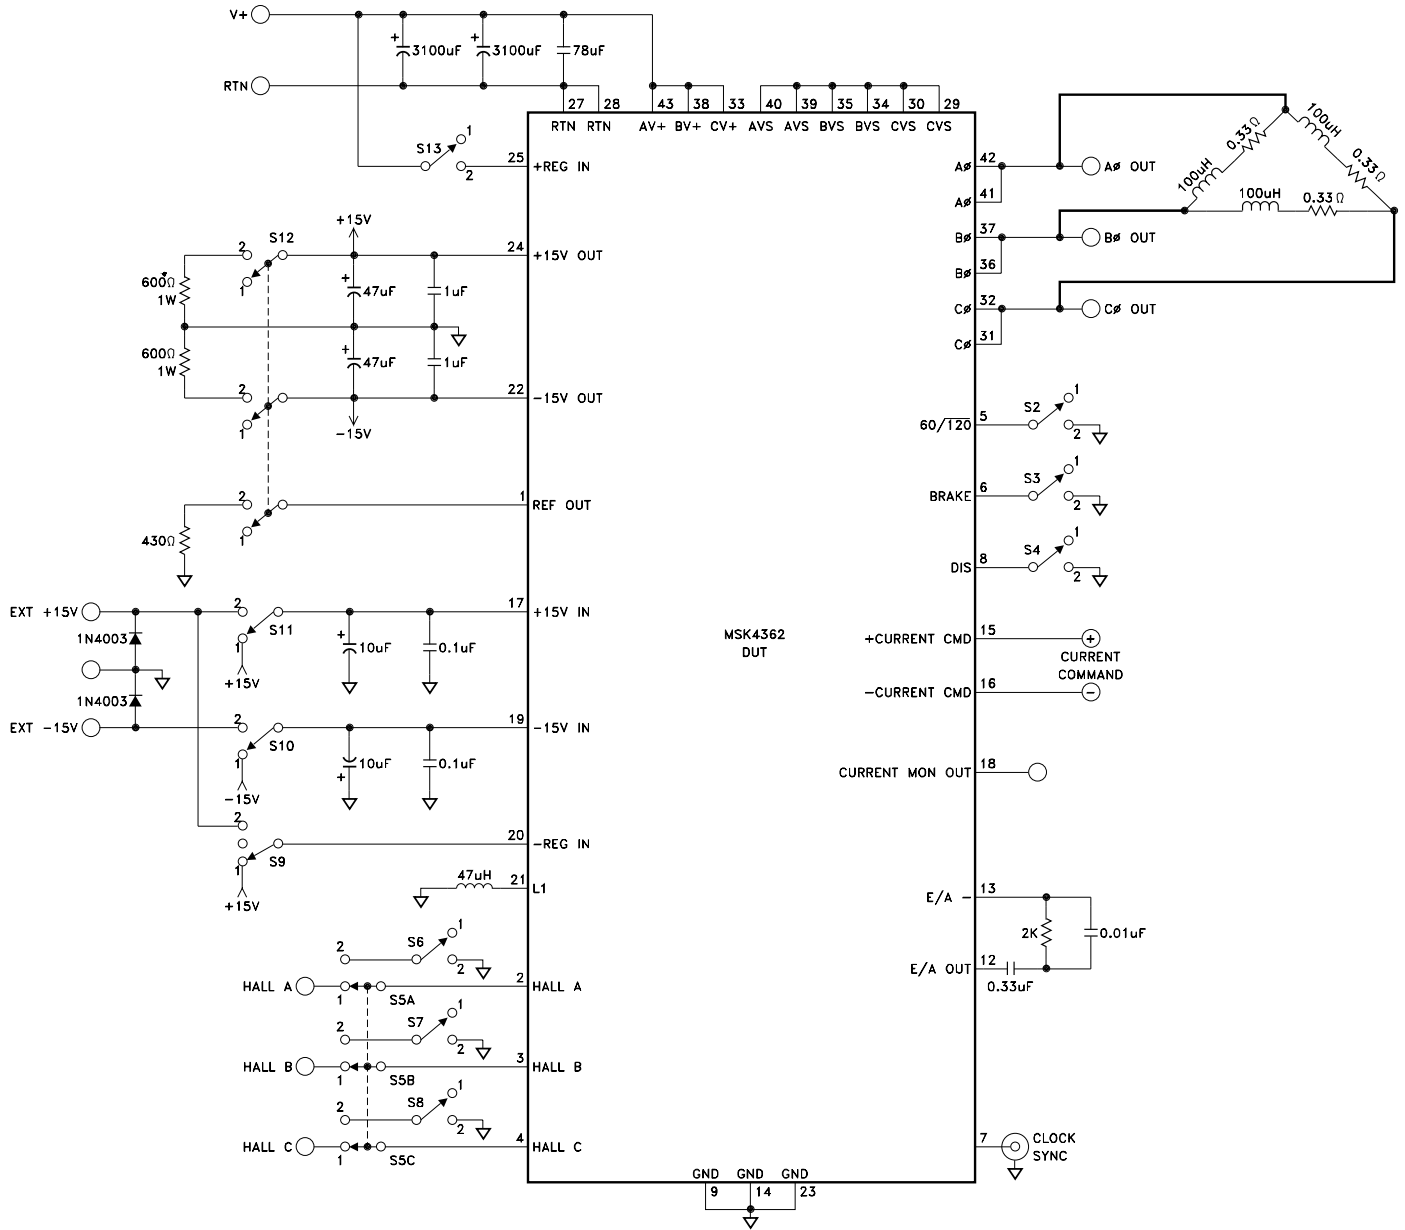 V+
3100uF 3100uF 78uF
RTN
27 28 43 38 33 40 39 35 34 30 29
RTN RTN AV+ BV+ CV+ AVS AVS BVS BVS CVS CVS
S13 1 2 25 +REG IN
+15V
2 S12 24 +15V OUT
600Ω 1W 1 47uF 1uF
600Ω 1W 47uF 1uF
2 22 -15V OUT
1 -15V
2 1 REF OUT
430Ω 1
EXT +15V 2 S11 17 +15V IN
1N4003 1 10uF 0.1uF
+15V
1N4003
EXT -15V 2 S10 19 -15V IN
1 10uF 0.1uF
-15V
2
20 -REG IN
1 S9
+15V
47uH 21 L1
2 S6 1 2
HALL A 1 S5A 2 HALL A
2 S7 1 2
HALL B 1 S5B 3 HALL B
2 S8 1 2
HALL C 1 S5C 4 HALL C
MSK4362
DUT
GND GND GND
9 14 23
AØ 42 AØ OUT
AØ 41
BØ 37 BØ OUT
BØ 36
CØ 32 CØ OUT
CØ 31
100uH 0.33Ω
100uH 0.33Ω
100uH 0.33Ω
60/120 5 S2 1 2
BRAKE 6 S3 1 2
DIS 8 S4 1 2
+CURRENT CMD 15 +
CURRENT
COMMAND
-CURRENT CMD 16 -
CURRENT MON OUT 18
E/A - 13
2K 0.01uF
E/A OUT 12
0.33uF
7 CLOCK
SYNC